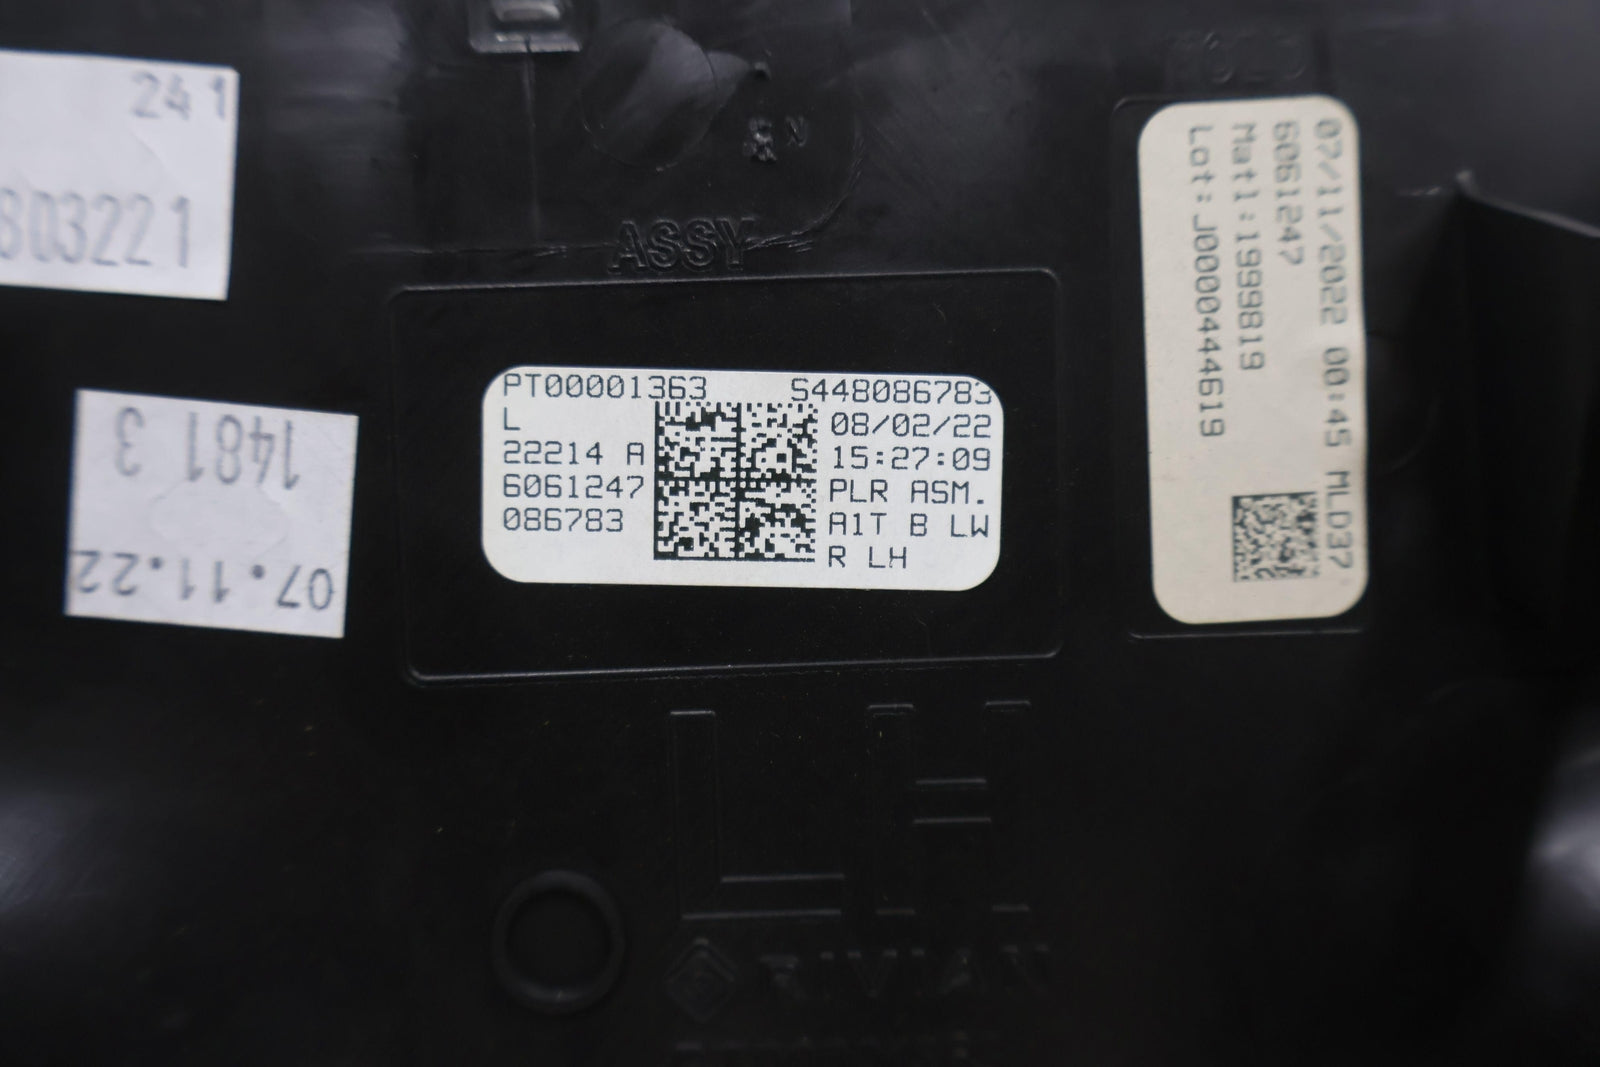 241
803221
1481 3
07.11.22
ASSY
PT00001363
L
22214 A
6061247
086783
S448086783
08/02/22
15:27:09
PLR ASM.
A1T B LW
R LH
07/11/2022 00:45 MLD37
6061247
Matl:1999819
Lot:J000044619
LH
RIVIAN